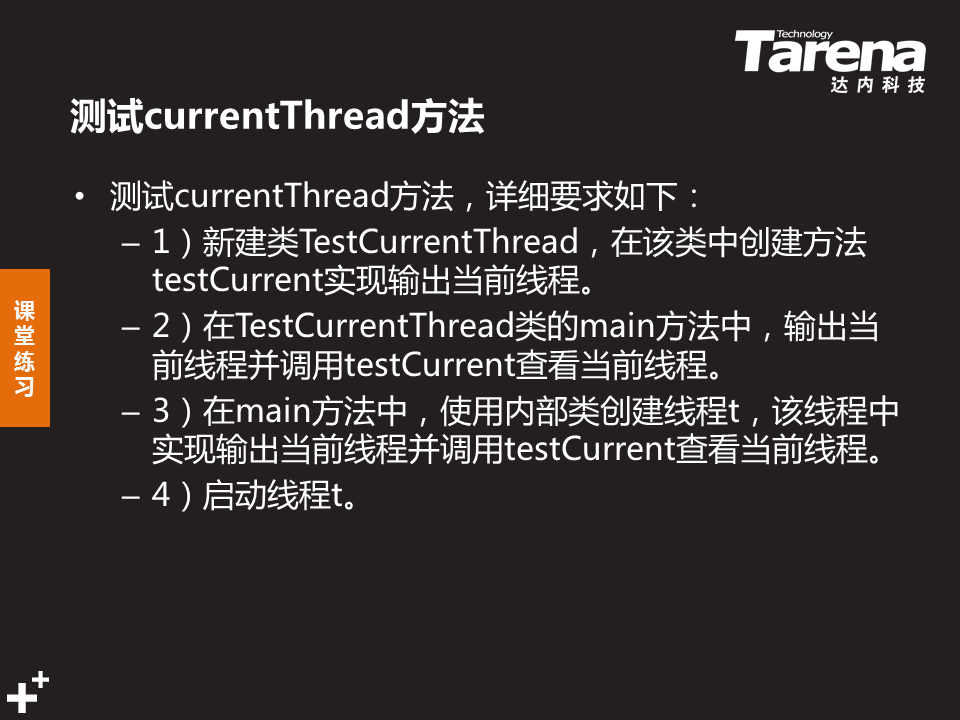 Technology
Tarena
达内科技
测试currentThread方法
• 测试currentThread方法，详细要求如下：
– 1）新建类TestCurrentThread，在该类中创建方法
testCurrent实现输出当前线程。
– 2）在TestCurrentThread类的main方法中，输出当
前线程并调用testCurrent查看当前线程。
– 3）在main方法中，使用内部类创建线程t，该线程中
实现输出当前线程并调用testCurrent查看当前线程。
– 4）启动线程t。
课
堂
练
习